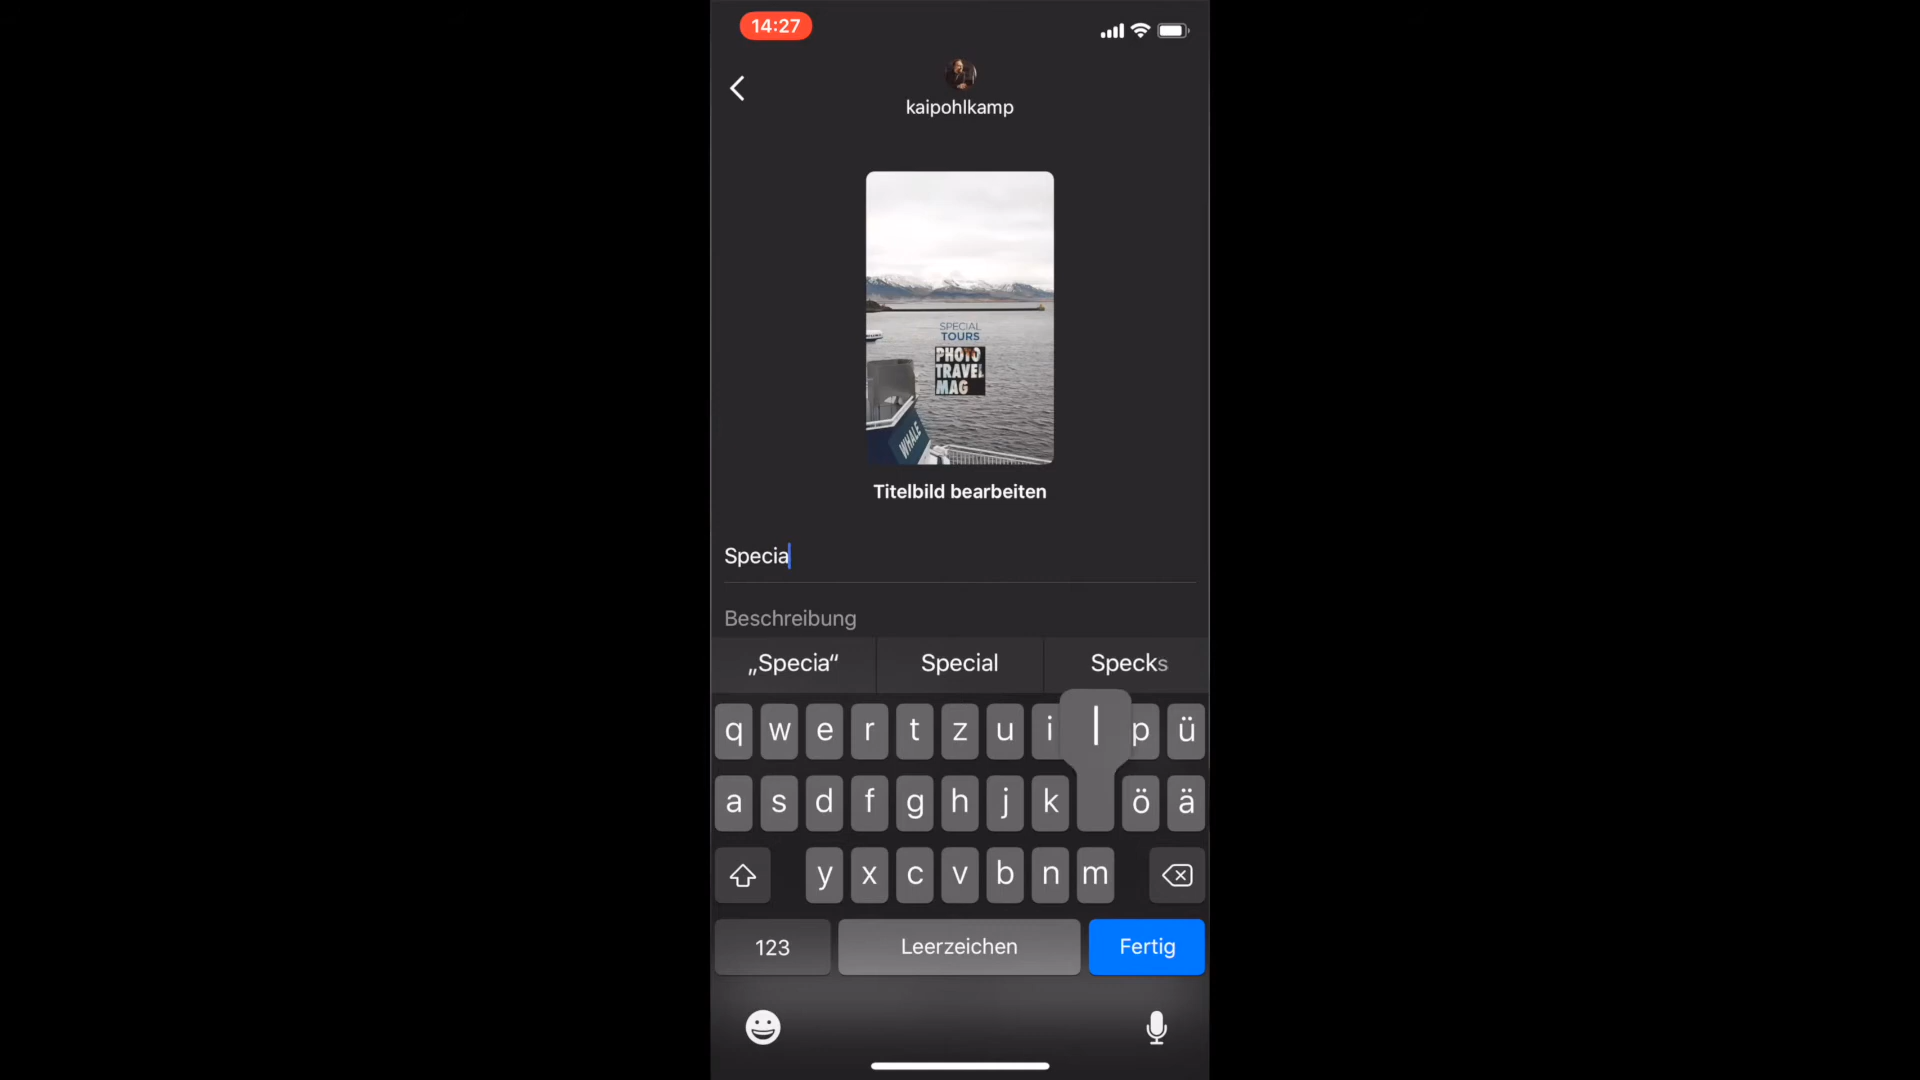 14:27
kaipohlkamp
SPECIAL
TOURS
PHOTO
TRAVEL
MAG
WHALE
Titelbild bearbeiten
Specia
Beschreibung
„Specia“ Special Specks
q w e r t z u i l p ü
a s d f g h j k ö ä
y x c v b n m
123 Leerzeichen Fertig